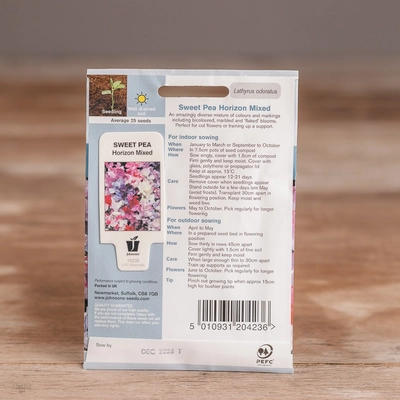 Lathyrus odoratus
Seedling
Average 25 seeds
Sweet Pea Horizon Mixed
An amazingly diverse mixture of colours and markings
including bicoloured, marbled and 'flaked' blooms.
Perfect for cut flowers or training up a support.
SWEET PEA
Horizon Mixed
For indoor sowing
When January to March or September to October
Where In 7.5cm pots of seed compost
How Sow singly, cover with 1.5cm of compost
Firm gently and keep moist. Cover with
glass, polythene or propagator lid
Keep at approx. 15°C
Seedlings appear 12-21 days
Care Remove cover when seedlings appear
Stand outside for a few days late May
(avoid frosts). Transplant 30cm apart in
flowering position. Keep moist and
weed free
Flowers May to October. Pick regularly for longer
flowering
For outdoor sowing
When April to May
Where In a prepared seed bed in flowering
position
How Sow thinly in rows 45cm apart
Cover lightly with 1.5cm of fine soil
Firm gently and keep moist
Care When large enough thin to 30cm apart
Train up supports as required
Flowers June to October. Pick regularly for longer
flowering
Tip Pinch out growing tip when approx 15cm
high for bushier plants
Johnsons
Performance subject to growing conditions
Packed in UK
Newmarket, Suffolk, CB8 7QB
www.johnsons-seeds.com
5 010931 204236 >
Sow by DEC
PEFC